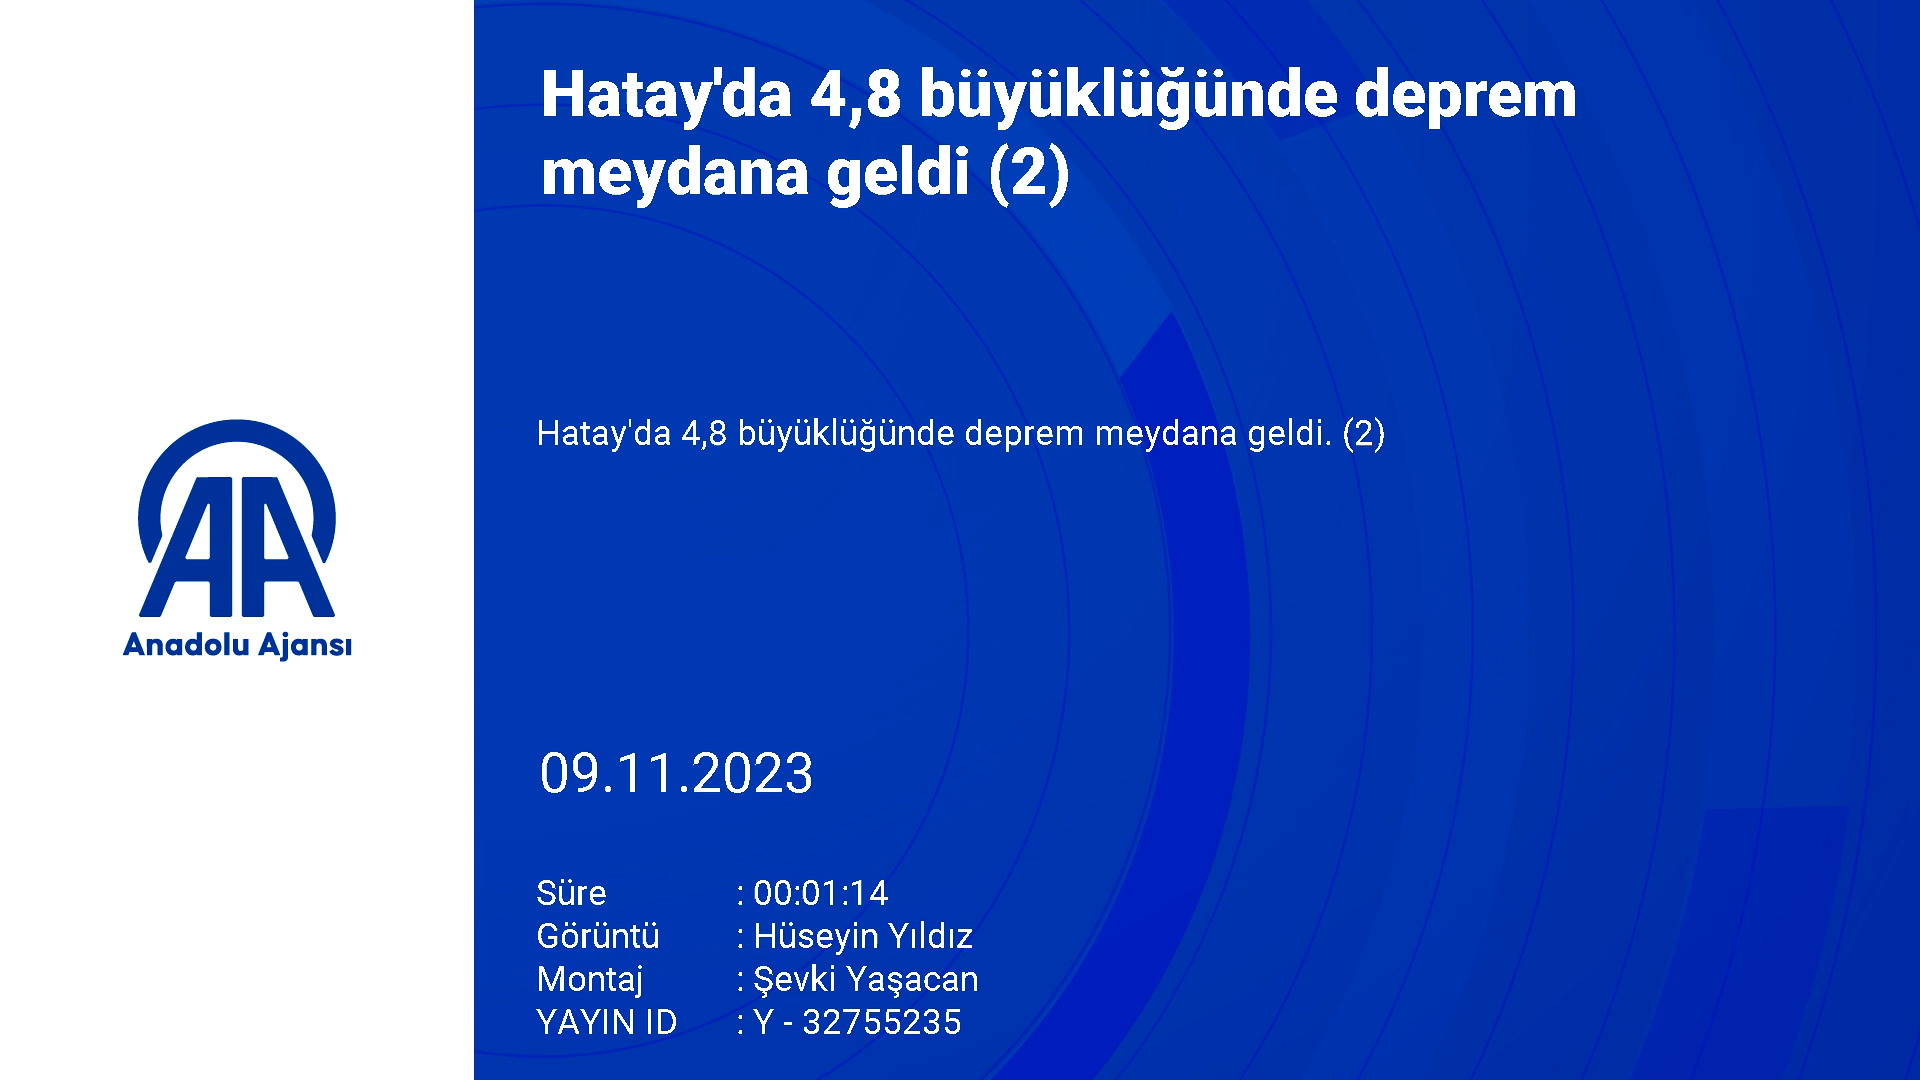 Hatay'da 4,8 büyüklüğünde deprem
meydana geldi (2)
Hatay'da 4,8 büyüklüğünde deprem meydana geldi. (2)
AA
Anadolu Ajansı
09.11.2023
Süre : 00:01:14
Görüntü : Hüseyin Yıldız
Montaj : Şevki Yaşacan
YAYIN ID : Y - 32755235